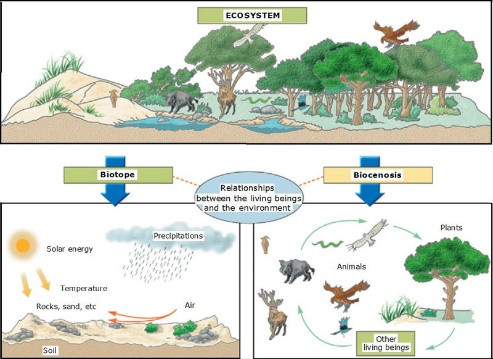 ECOSYSTEM
Biotope
Biocenosis
Relationships
between the living beings
and the environment
Precipitations
Solar energy
Temperature
Rocks, sand, etc
Air
Soil
Plants
Animals
Other
living beings